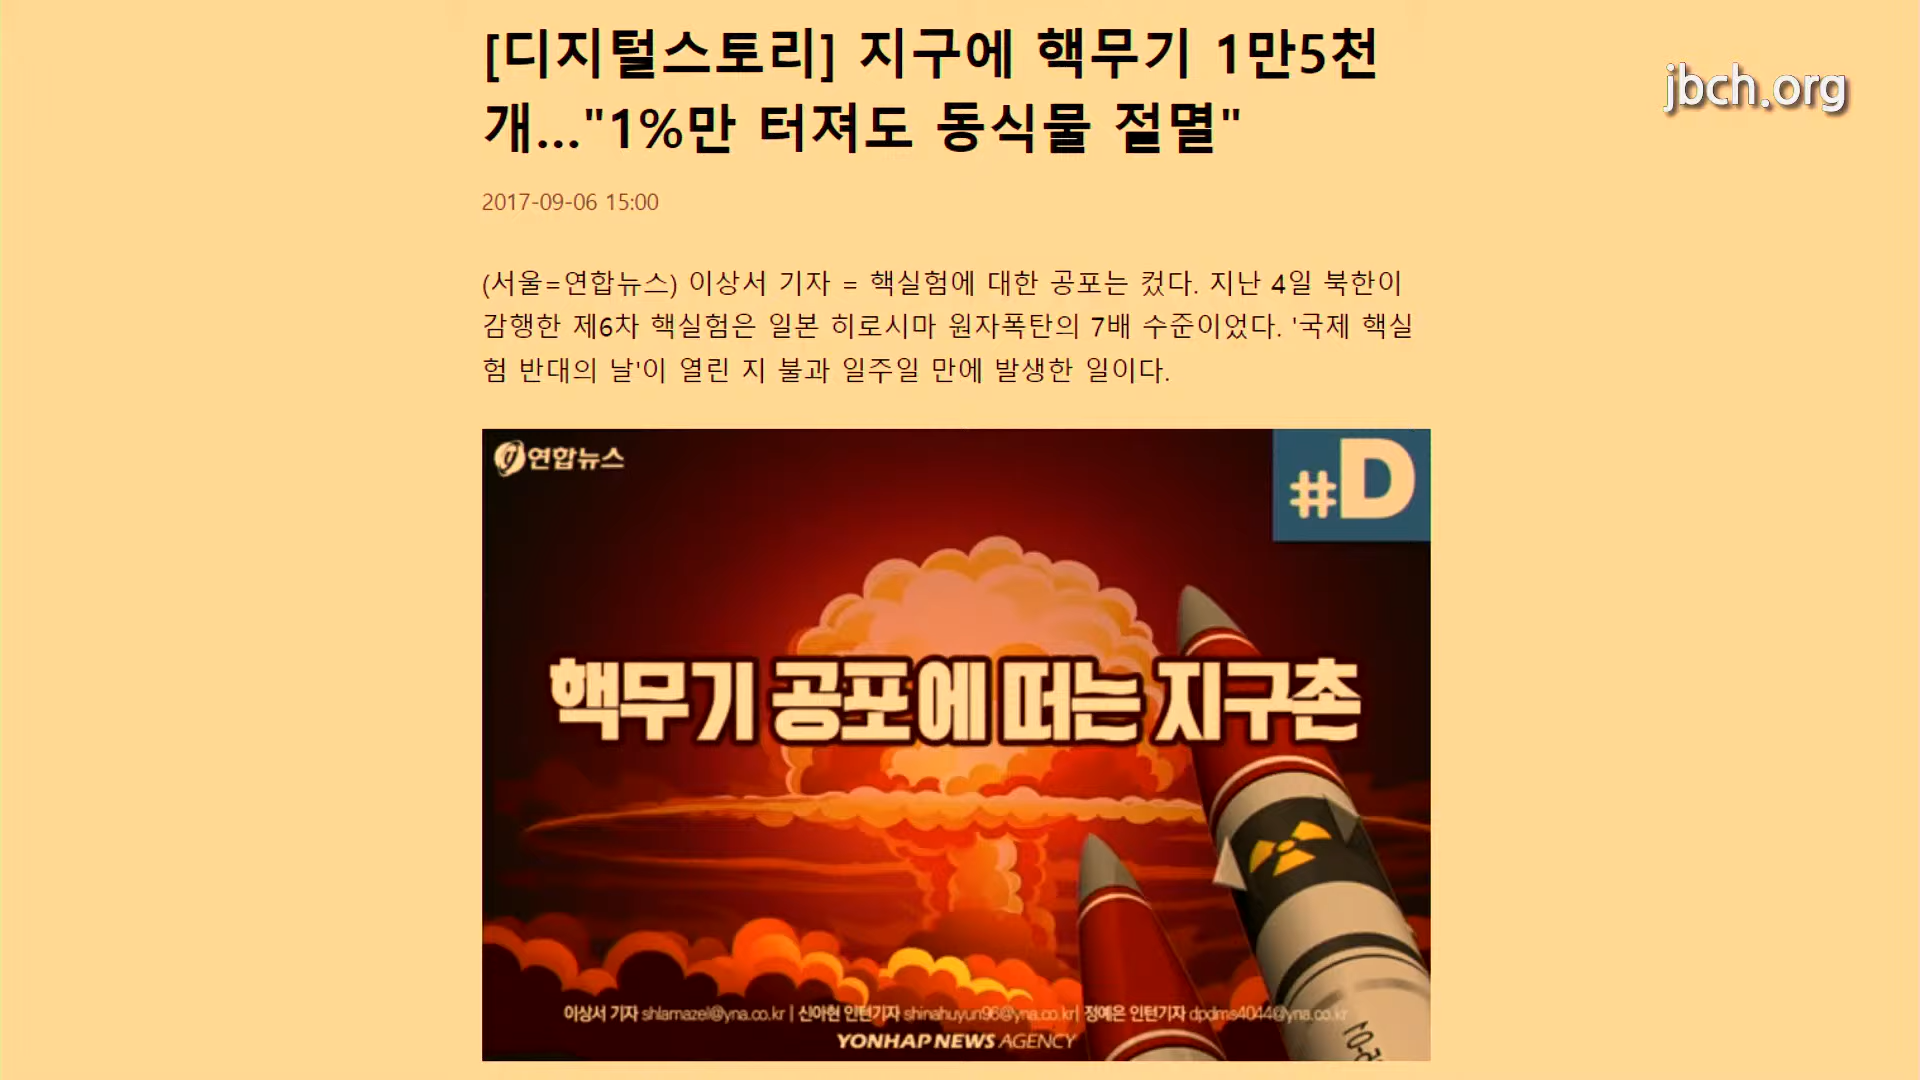 [디지털스토리] 지구에 핵무기 1만5천
개..."1%만 터져도 동식물 절멸"
jbch.org
2017-09-06 15:00
(서울=연합뉴스) 이상서 기자 = 핵실험에 대한 공포는 컸다. 지난 4일 북한이
감행한 제6차 핵실험은 일본 히로시마 원자폭탄의 7배 수준이었다. '국제 핵실
험 반대의 날'이 열린 지 불과 일주일 만에 발생한 일이다.
연합뉴스
#D
핵무기 공포에 떠는 지구촌
이상서 기자 shlamazel@yna.co.kr | 신아현 인턴기자 shinahuyun96@yna.co.kr | 정예은 인턴기자 dpdms4044@yna.co.kr
YONHAP NEWS AGENCY